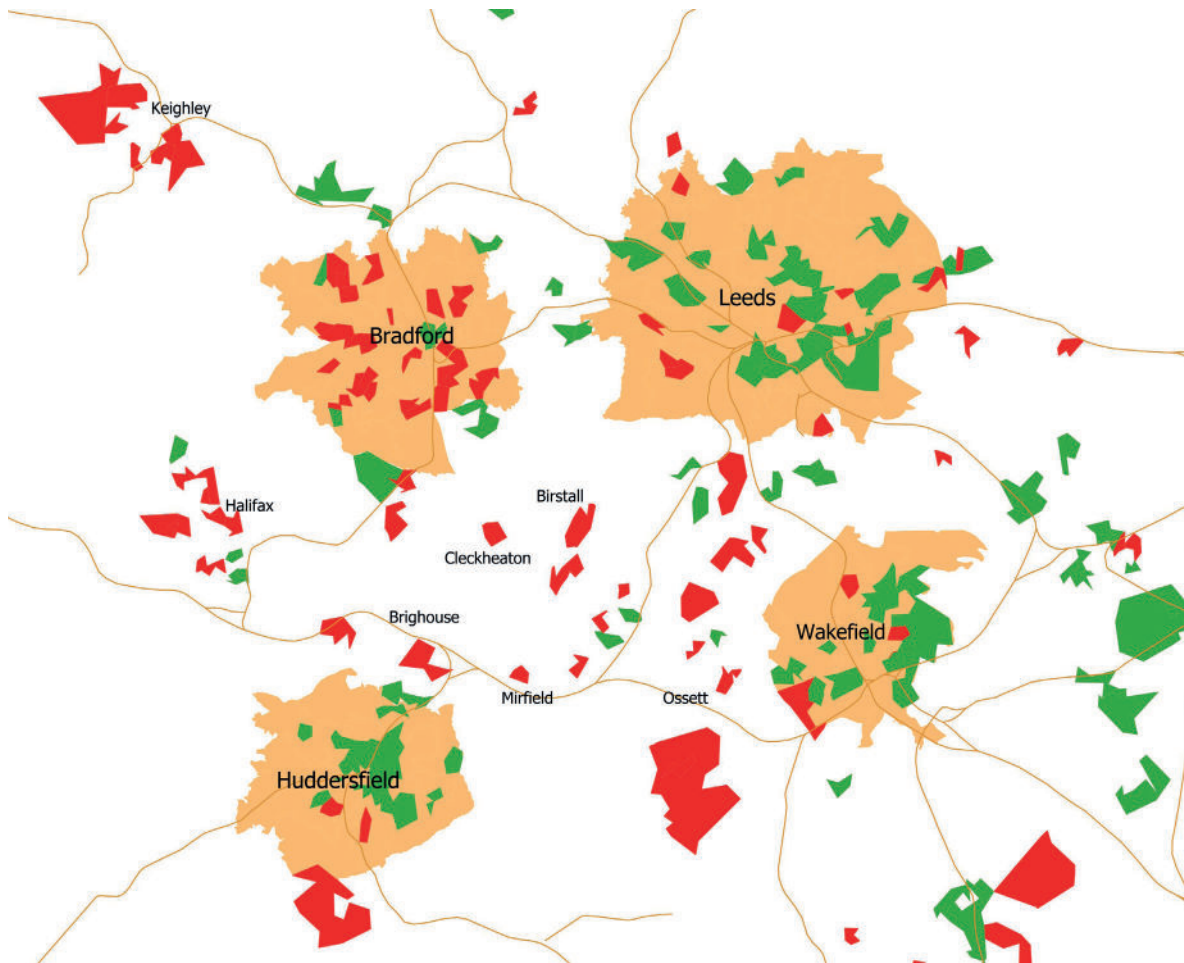 Keighley
Leeds
Bradford
Birstall
Halifax
Cleckheaton
Brighouse
Wakefield
Mirfield
Ossett
Huddersfield